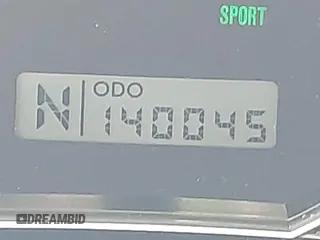 SPORT
ODO
N 140045
DREAMBID